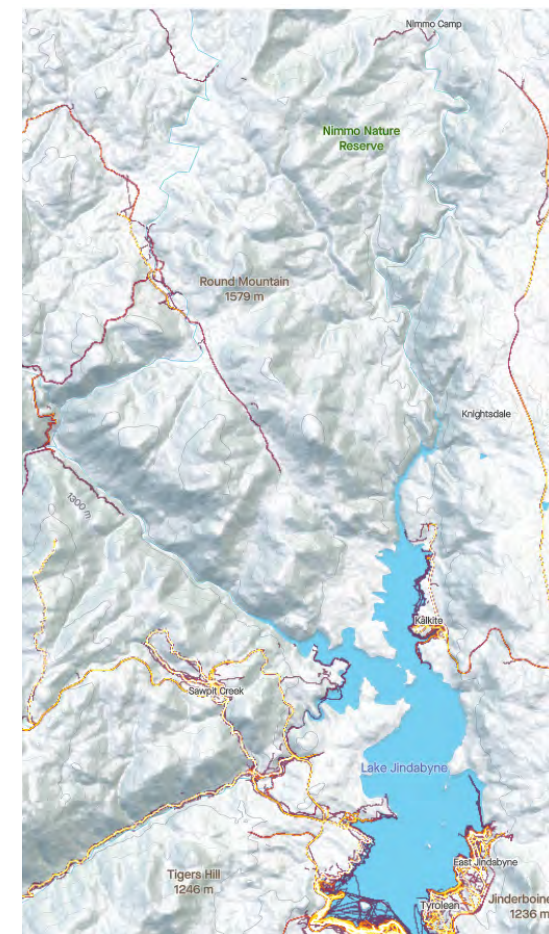 Nimmo Camp
Nimmo Nature
Reserve
Round Mountain
1579 m
Knightsdale
1300 m
Kalkite
Sawpit Creek
Lake Jindabyne
East Jindabyne
Tigers Hill
1246 m
Tyrolean
Jinderboine
1236 m